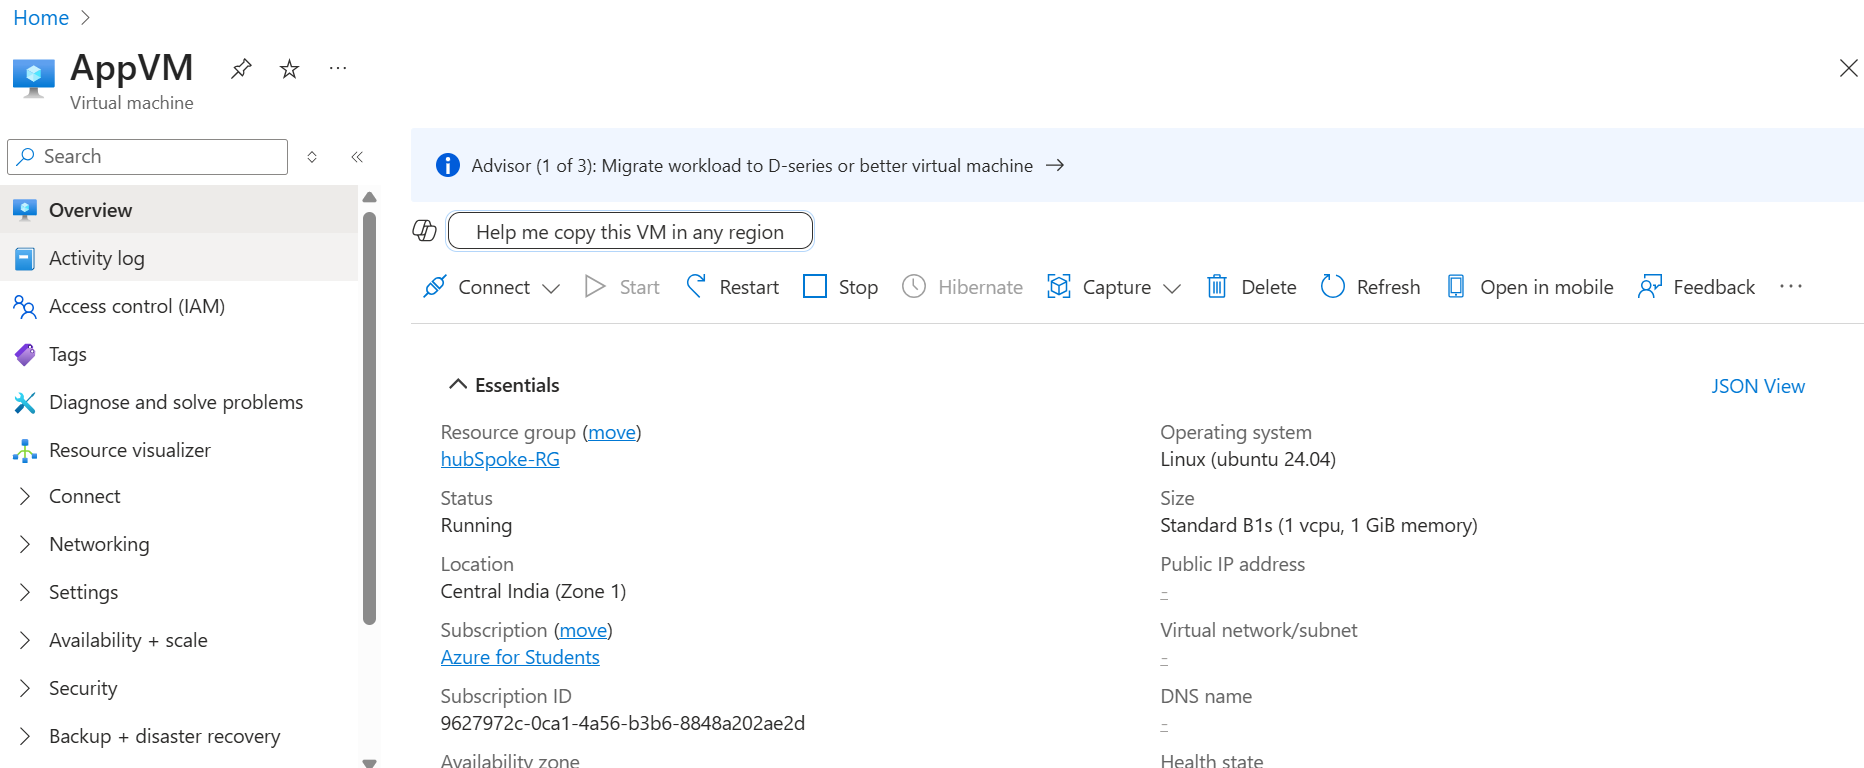 Home
AppVM
Virtual machine
Search
Overview
Activity log
Access control (IAM)
Tags
Diagnose and solve problems
Resource visualizer
Connect
Networking
Settings
Availability + scale
Security
Backup + disaster recovery
Advisor (1 of 3): Migrate workload to D-series or better virtual machine →
Help me copy this VM in any region
Connect Start Restart Stop Hibernate Capture Delete Refresh Open in mobile Feedback ...
Essentials
JSON View
Resource group (move)
hubSpoke-RG
Status
Running
Location
Central India (Zone 1)
Subscription (move)
Azure for Students
Subscription ID
9627972c-0ca1-4a56-b3b6-8848a202ae2d
Availability zone
Operating system
Linux (ubuntu 24.04)
Size
Standard B1s (1 vcpu, 1 GiB memory)
Public IP address
-
Virtual network/subnet
-
DNS name
-
Health state